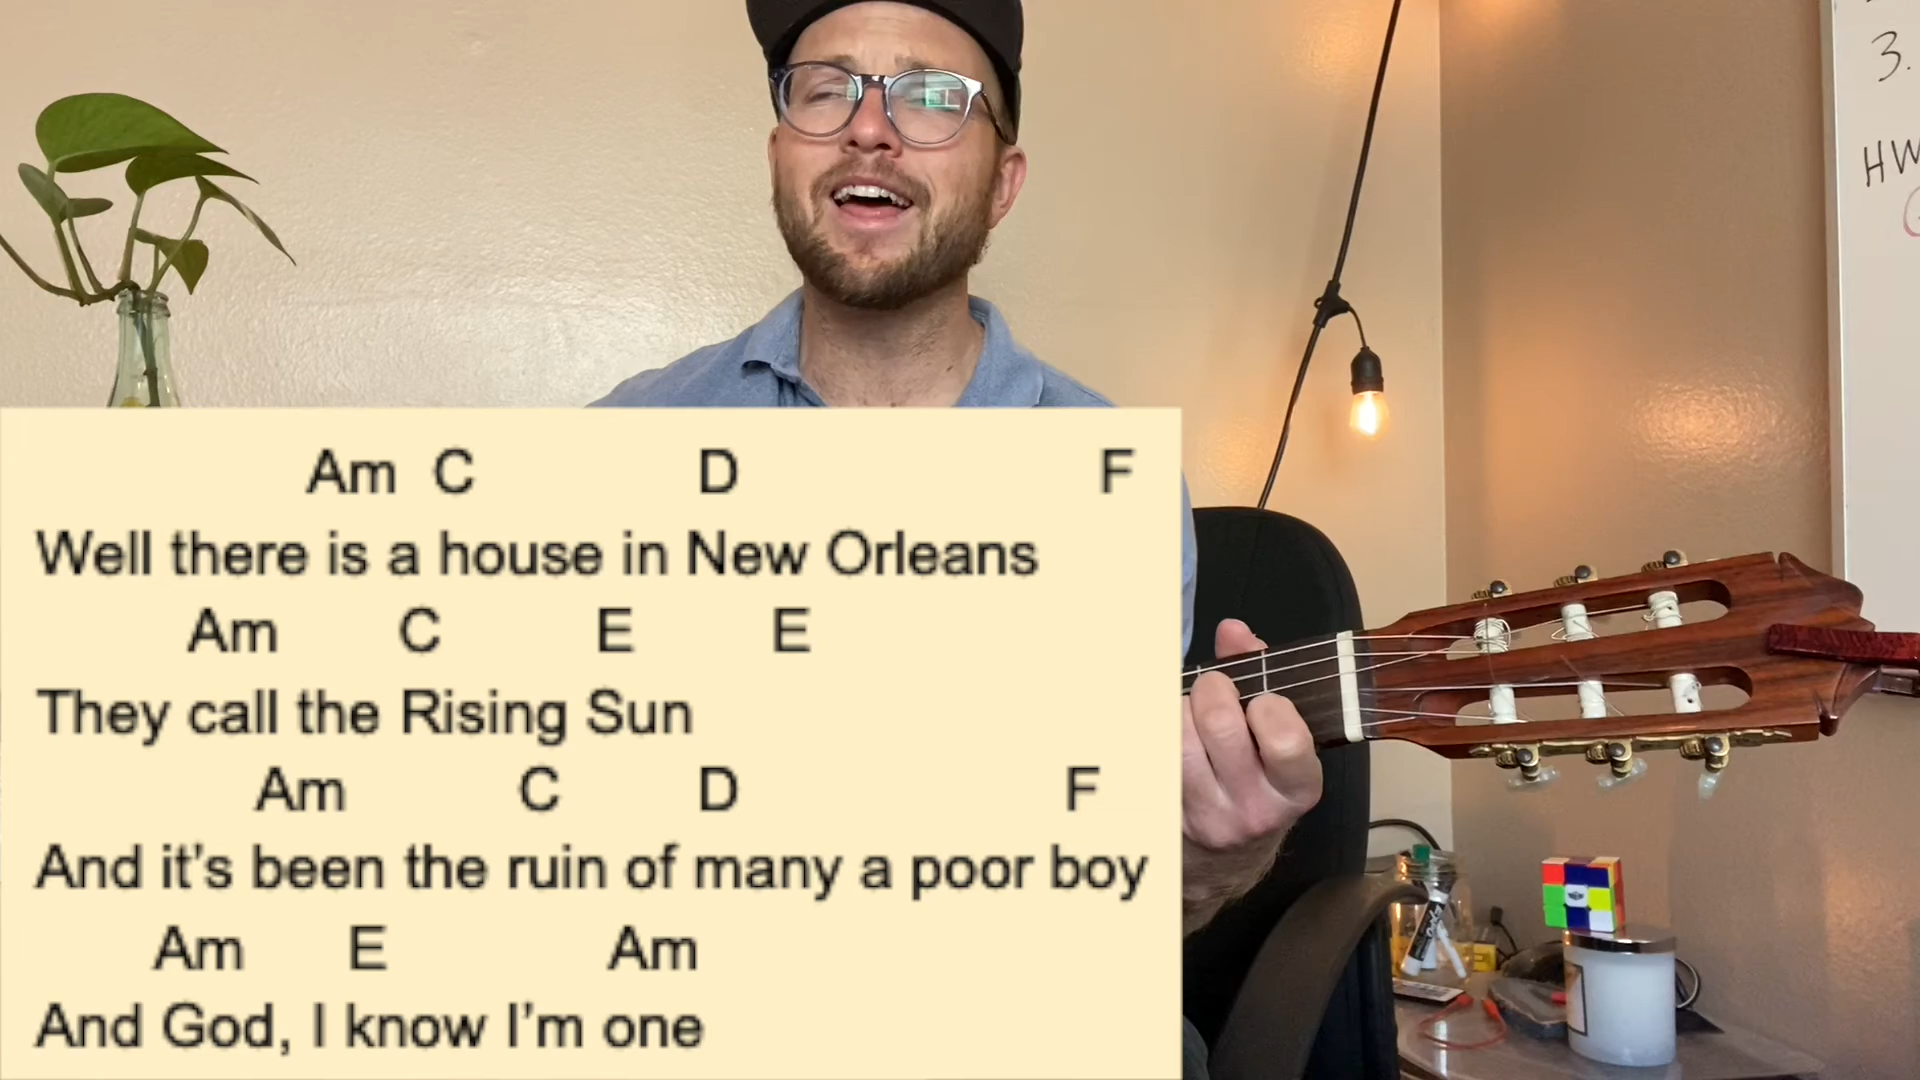 3.
HW
Am C D F
Well there is a house in New Orleans
Am C E E
They call the Rising Sun
Am C D F
And it's been the ruin of many a poor boy
Am E Am
And God, I know I'm one